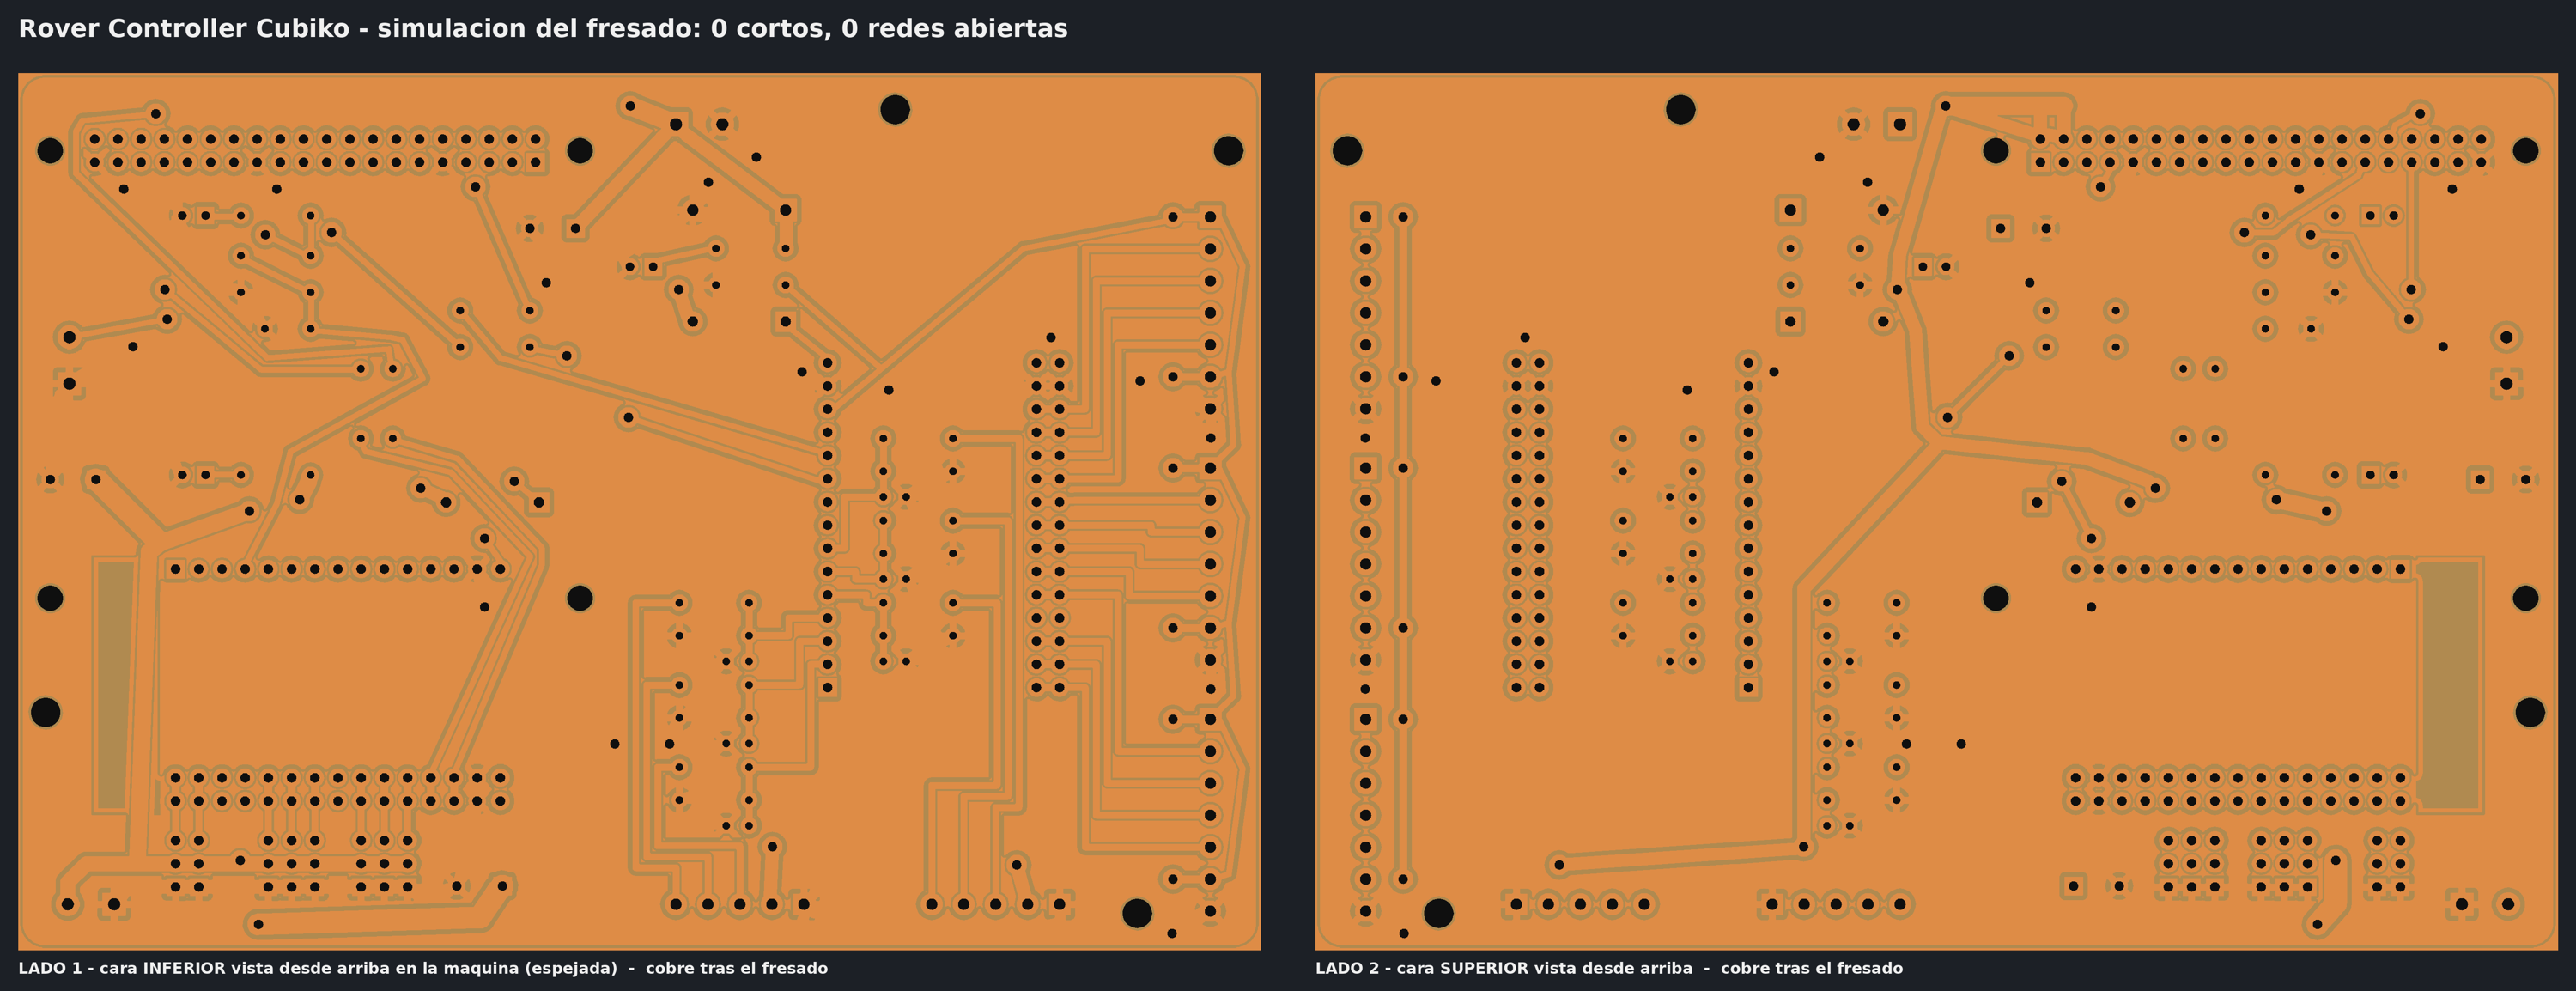 Rover Controller Cubiko - simulacion del fresado: 0 cortos, 0 redes abiertas
LADO 1 - cara INFERIOR vista desde arriba en la maquina (espejada)  -  cobre tras el fresado
LADO 2 - cara SUPERIOR vista desde arriba  -  cobre tras el fresado